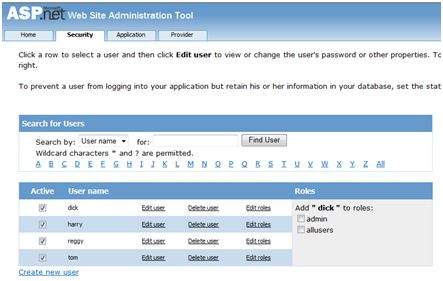 Microsoft
ASP.net Web Site Administration Tool
Home Security Application Provider
Click a row to select a user and then click Edit user to view or change the user's password or other properties. To
right.
To prevent a user from logging into your application but retain his or her information in your database, set the stat
Search for Users
Search by: User name for: Find User
Wildcard characters * and ? are permitted.
A B C D E F G H I J K L M N O P Q R S T U V W X Y Z All
Active User name Roles
dick Edit user Delete user Edit roles
harry Edit user Delete user Edit roles
reggy Edit user Delete user Edit roles
tom Edit user Delete user Edit roles
Add "dick" to roles:
admin
allusers
Create new user